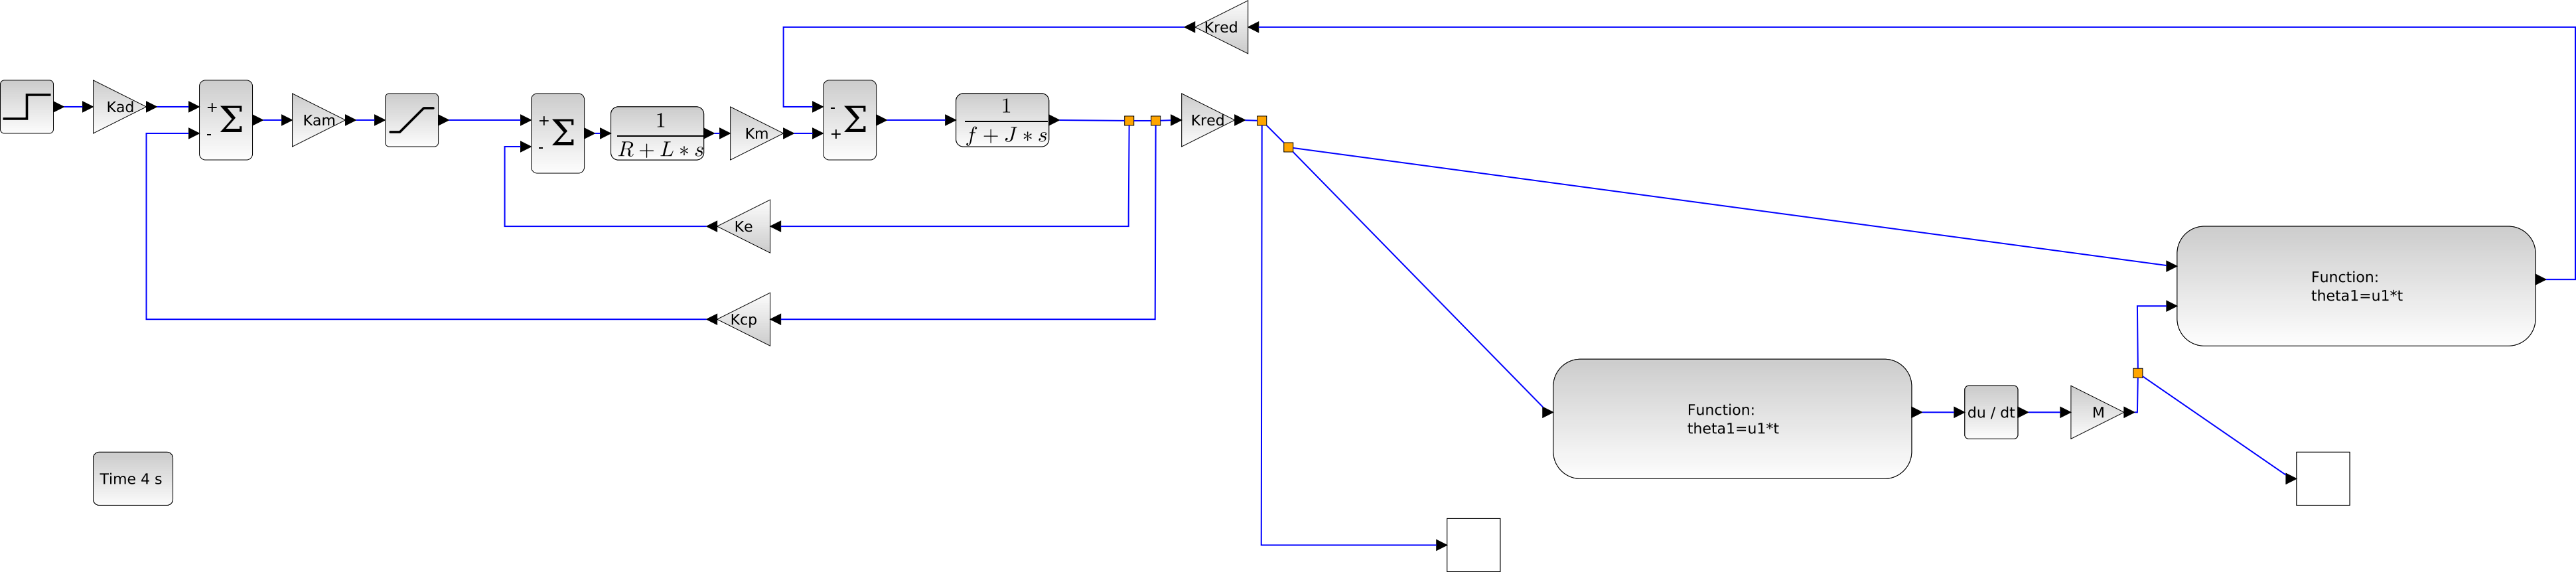 Kred
Kad
+
-
Σ
Kam
+
-
Σ
1
R + L * s
Km
-
+
Σ
1
f + J * s
Kred
Ke
Kcp
Function:
theta1=u1*t
Function:
theta1=u1*t
du / dt
M
Time 4 s